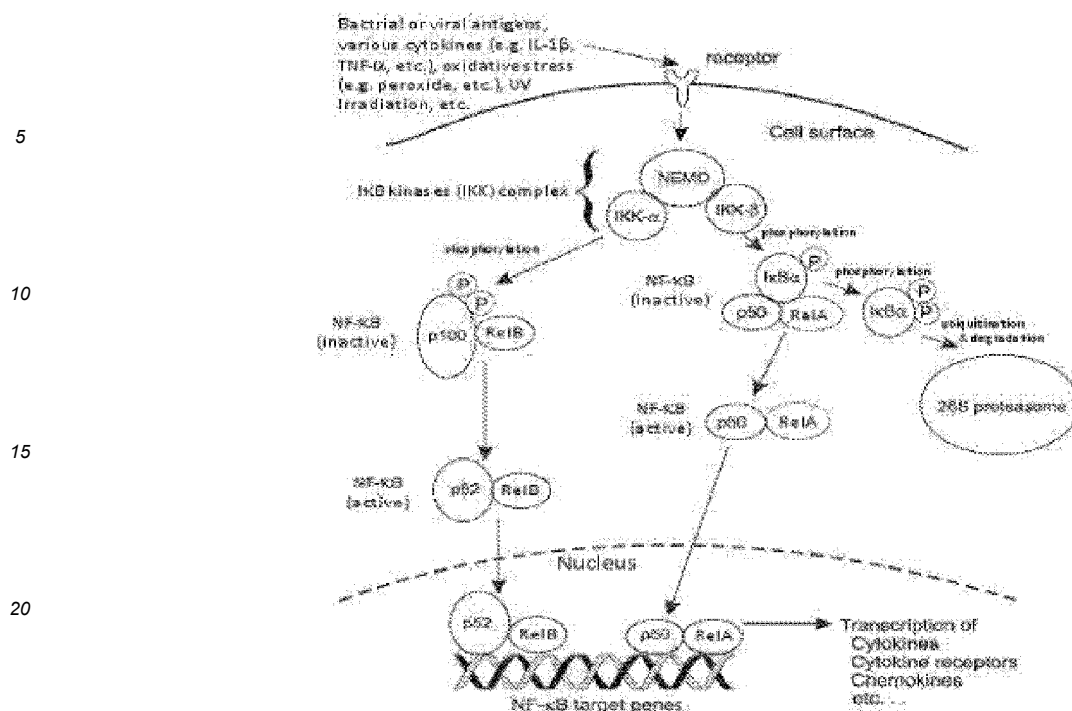 Bactrial or viral antigens,
various cytokines (e.g. IL-1β,
TNF-α, etc.), oxidative stress
(e.g. peroxide, etc.), UV
Irradiation, etc.
receptor
5
Cell surface
NEMO
IκB kinases (IKK) complex
IKK-α
IKK-β
phosphorylation
phosphorylation
P
IκBα
phosphorylation
NF-κB
(inactive)
p50
RelA
P
P
IκBα
10
P
P
NF-κB
(inactive)
p100
RelB
ubiquitination
& degradation
26S proteasome
NF-κB
(active)
p50
RelA
15
NF-κB
(active)
p52
RelB
Nucleus
20
p52
RelB
p50
RelA
Transcription of
Cytokines
Cytokine receptors
Chemokines
etc. ...
NF-κB target genes